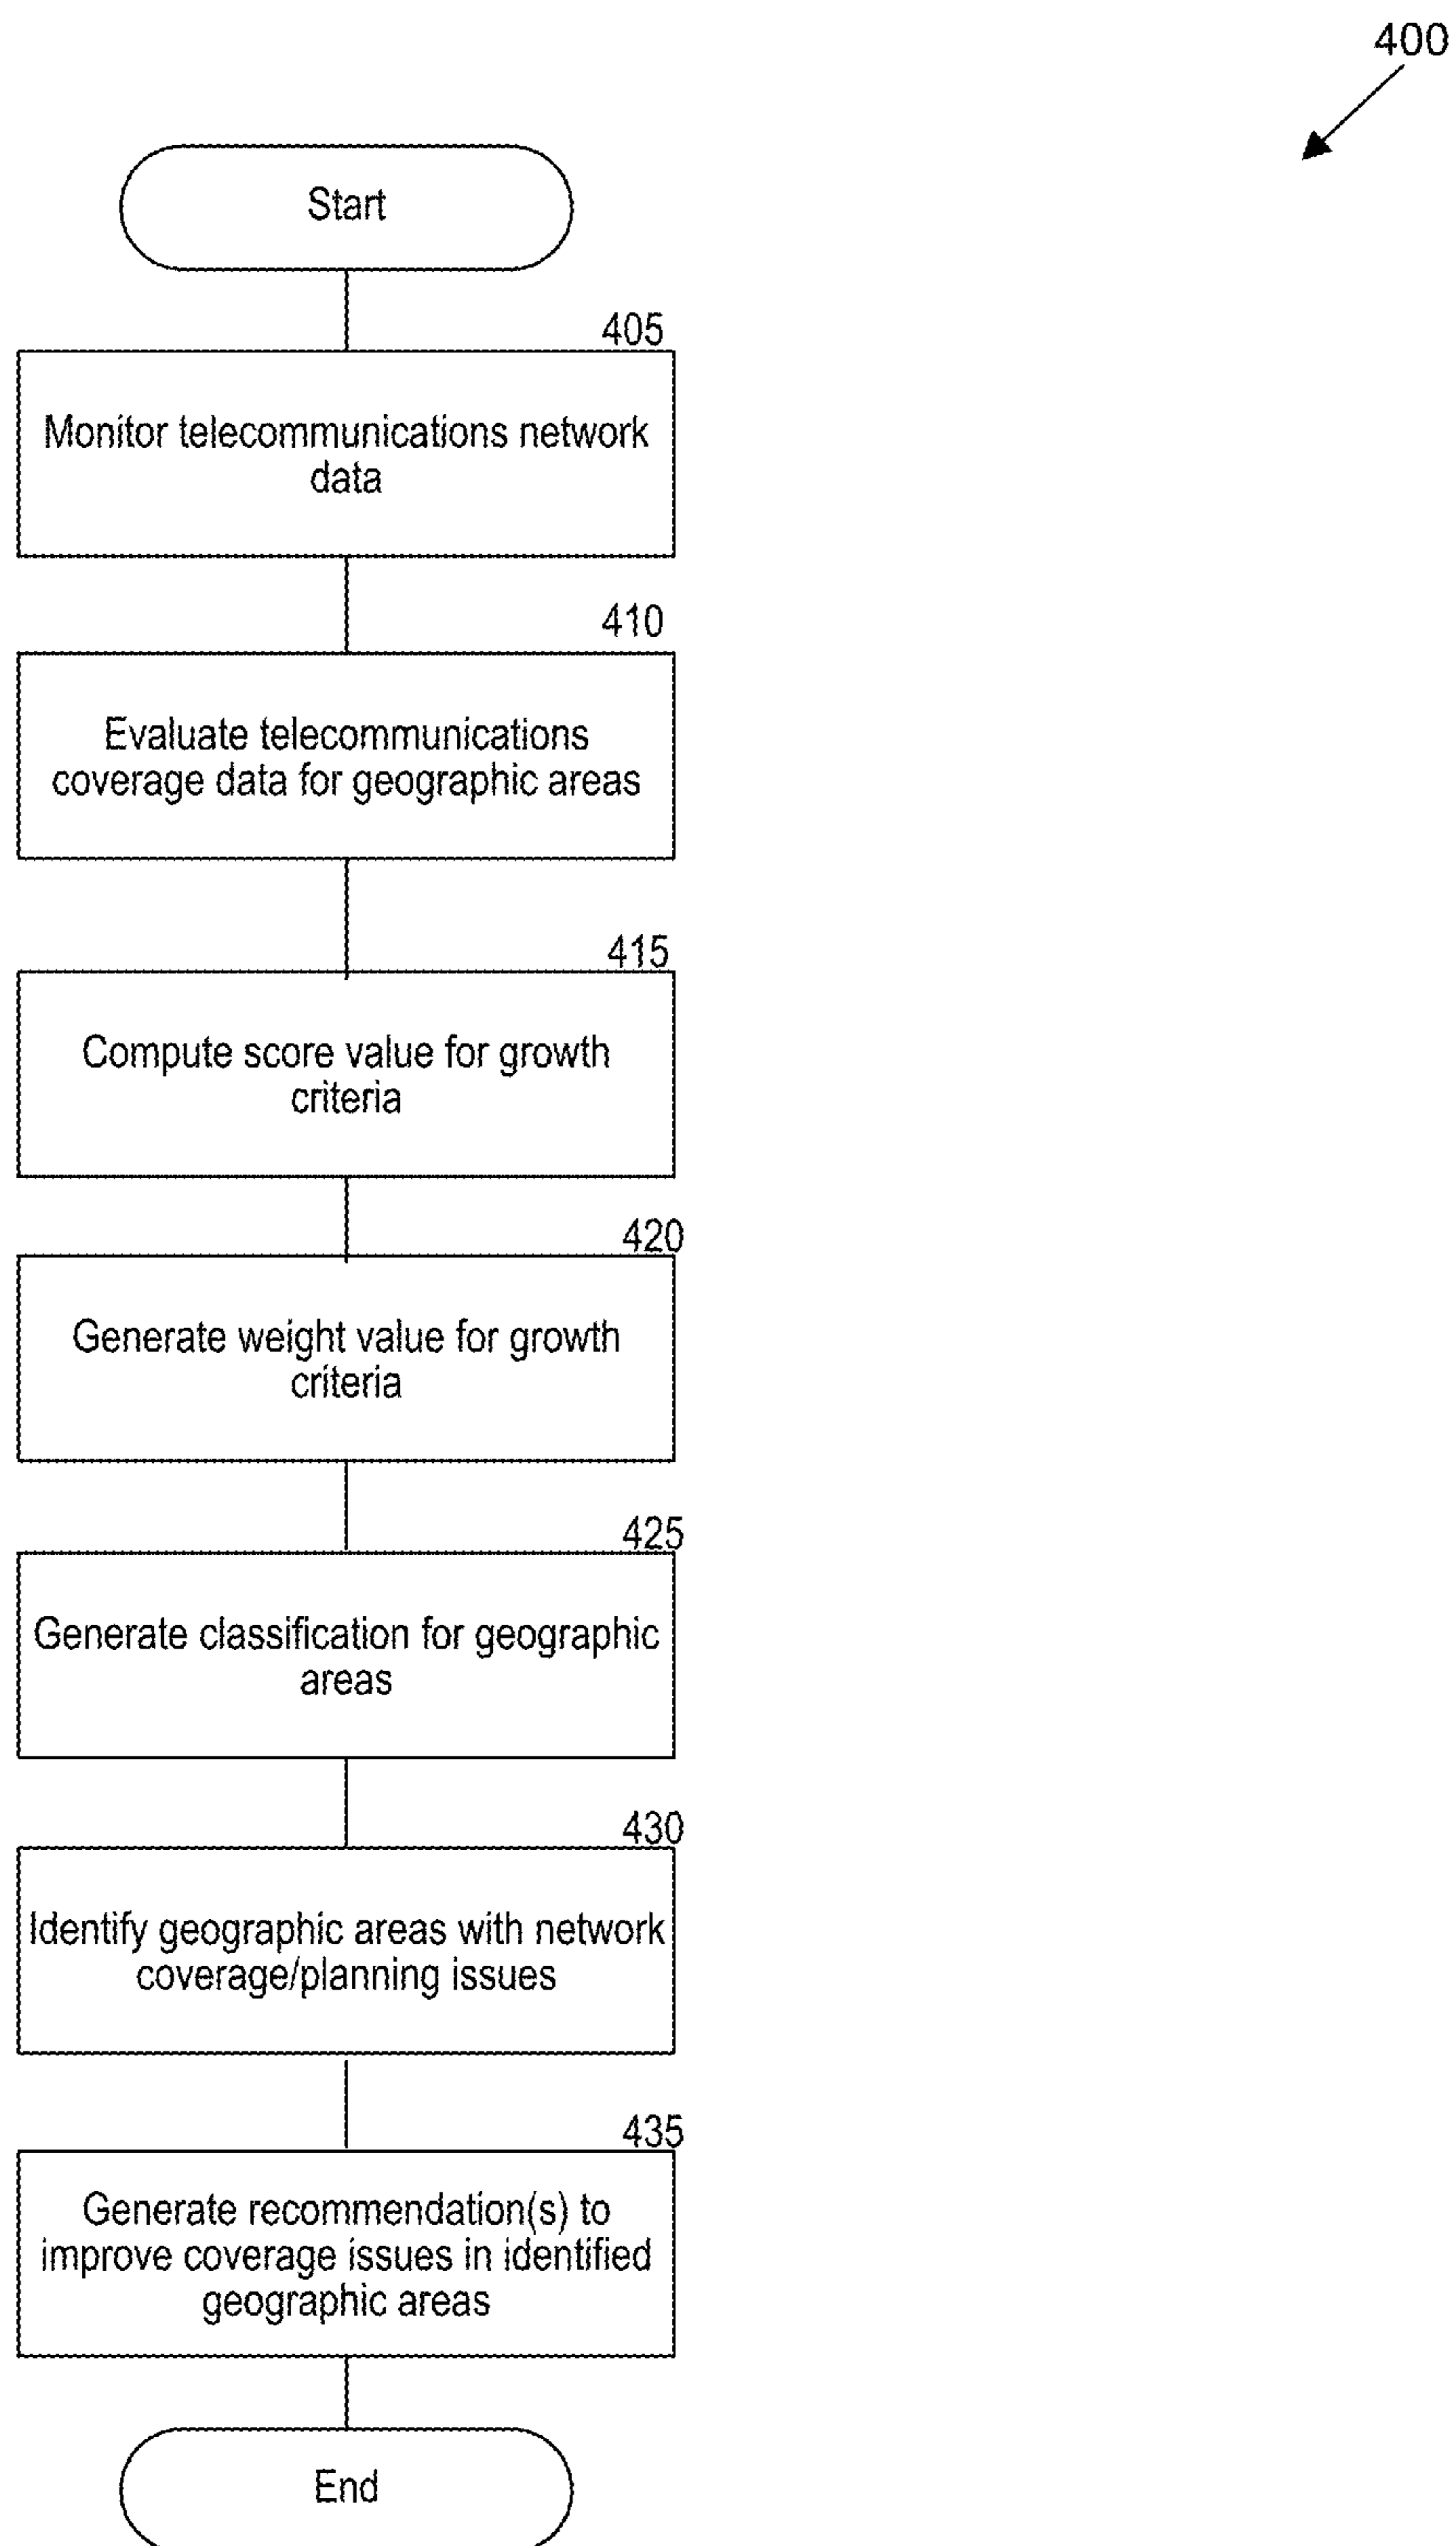 400
Start
405
Monitor telecommunications network
data
410
Evaluate telecommunications
coverage data for geographic areas
415
Compute score value for growth
criteria
420
Generate weight value for growth
criteria
425
Generate classification for geographic
areas
430
Identify geographic areas with network
coverage/planning issues
435
Generate recommendation(s) to
improve coverage issues in identified
geographic areas
End